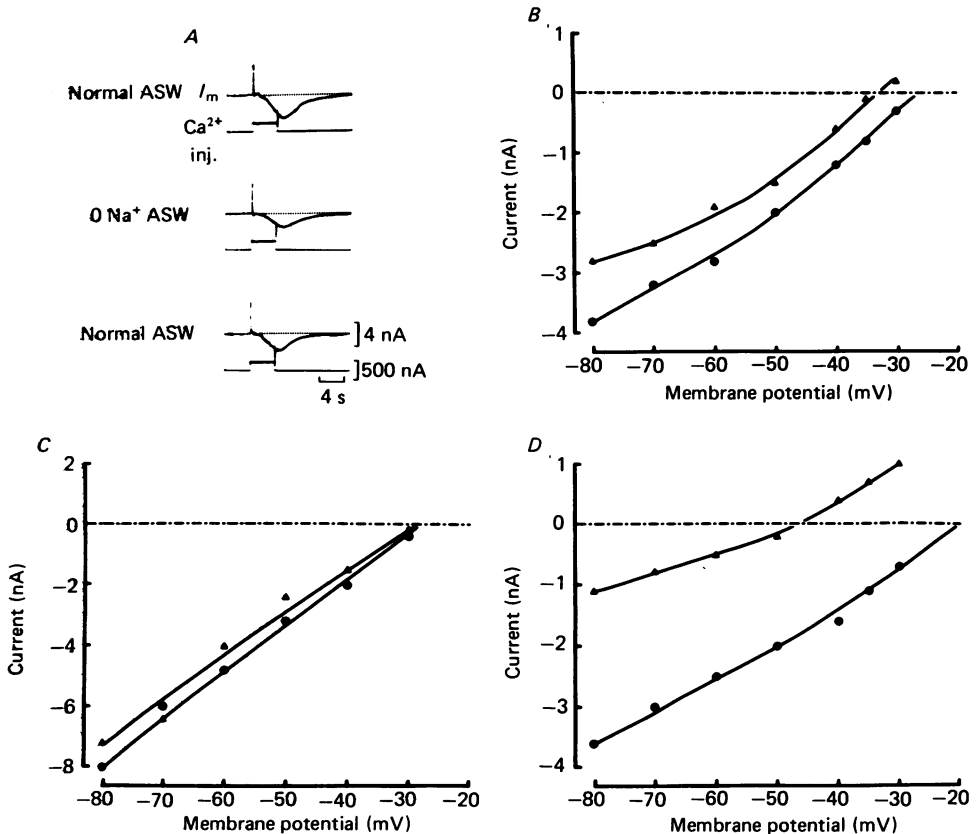 A
Normal ASW Im
Ca2+
inj.
0 Na+ ASW
Normal ASW
4 nA
500 nA
4 s
B
1
0
−1
−2
−3
−4
Current (nA)
−80 −70 −60 −50 −40 −30 −20
Membrane potential (mV)
C
2
0
−2
−4
−6
−8
Current (nA)
−80 −70 −60 −50 −40 −30 −20
Membrane potential (mV)
D
1
0
−1
−2
−3
−4
Current (nA)
−80 −70 −60 −50 −40 −30 −20
Membrane potential (mV)